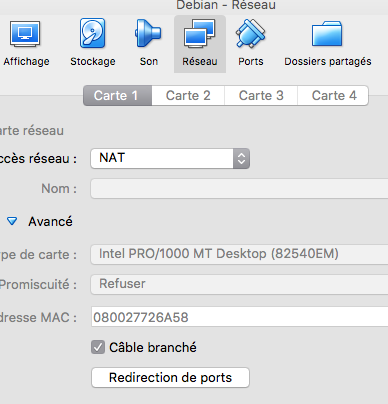 Debian - Réseau
Affichage Stockage Son Réseau Ports Dossiers partagés
Carte 1 Carte 2 Carte 3 Carte 4
arte réseau
ccès réseau : NAT
Nom :
Avancé
ype de carte : Intel PRO/1000 MT Desktop (82540EM)
Promiscuité : Refuser
dresse MAC : 080027726A58
Câble branché
Redirection de ports